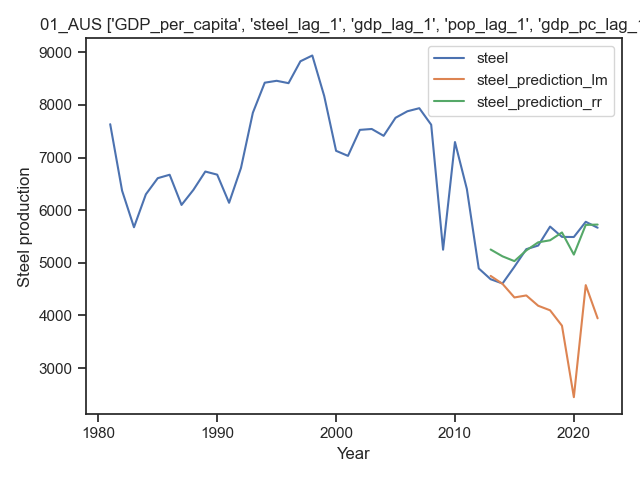 01_AUS ['GDP_per_capita', 'steel_lag_1', 'gdp_lag_1', 'pop_lag_1', 'gdp_pc_lag_1
9000
8000
7000
6000
5000
4000
3000
Steel production
steel
steel_prediction_lm
steel_prediction_rr
1980 1990 2000 2010 2020
Year